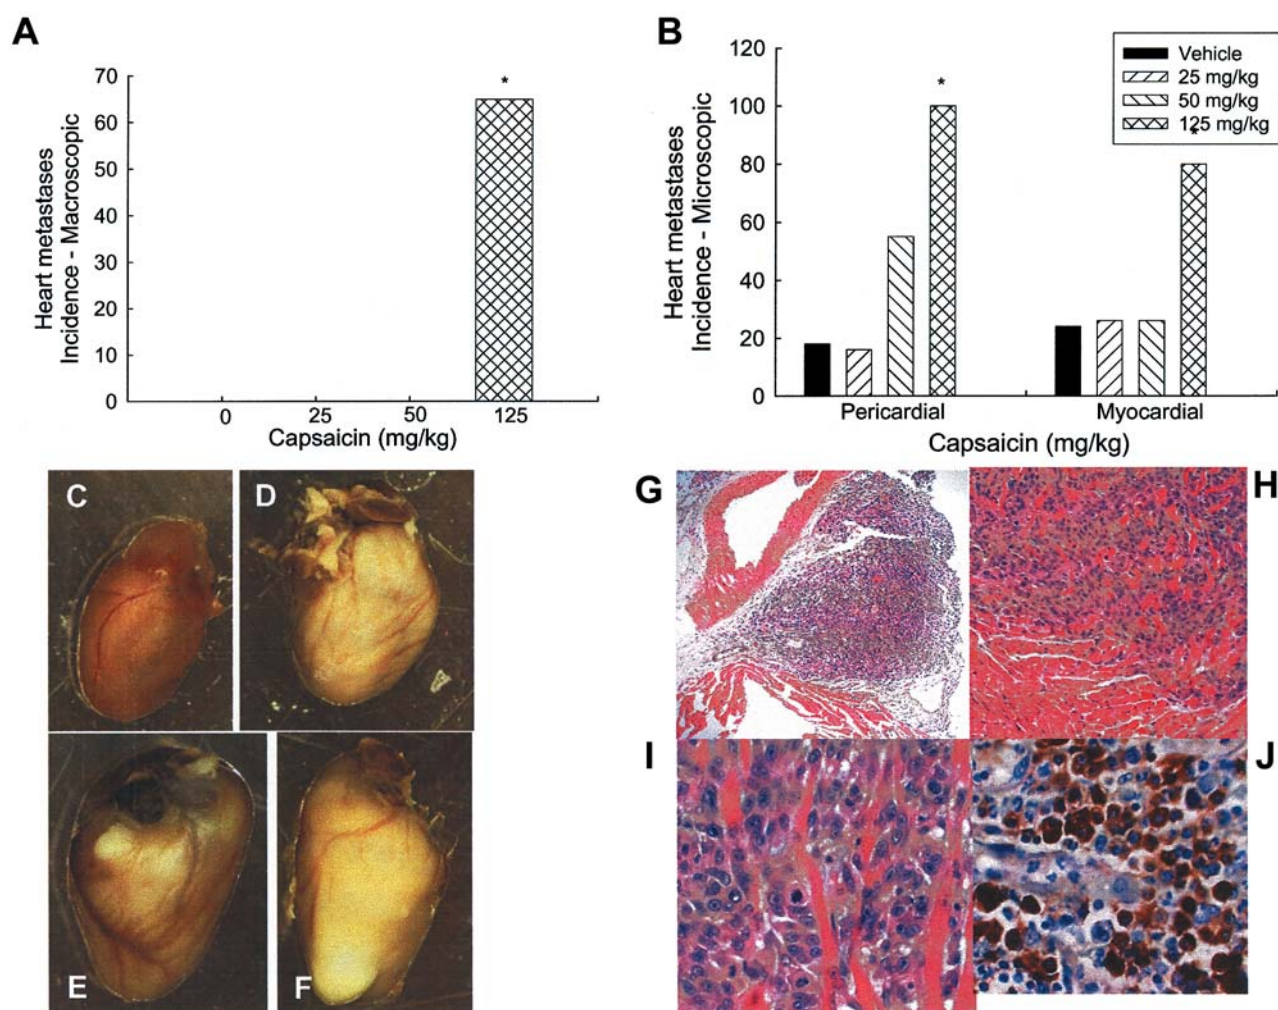 A
Heart metastases
Incidence - Macroscopic
70
60
50
40
30
20
10
0
*
0 25 50 125
Capsaicin (mg/kg)
B
Heart metastases
Incidence - Microscopic
120
100
80
60
40
20
0
*
*
Vehicle
25 mg/kg
50 mg/kg
125 mg/kg
Pericardial Myocardial
Capsaicin (mg/kg)
C
D
E
F
G
H
I
J